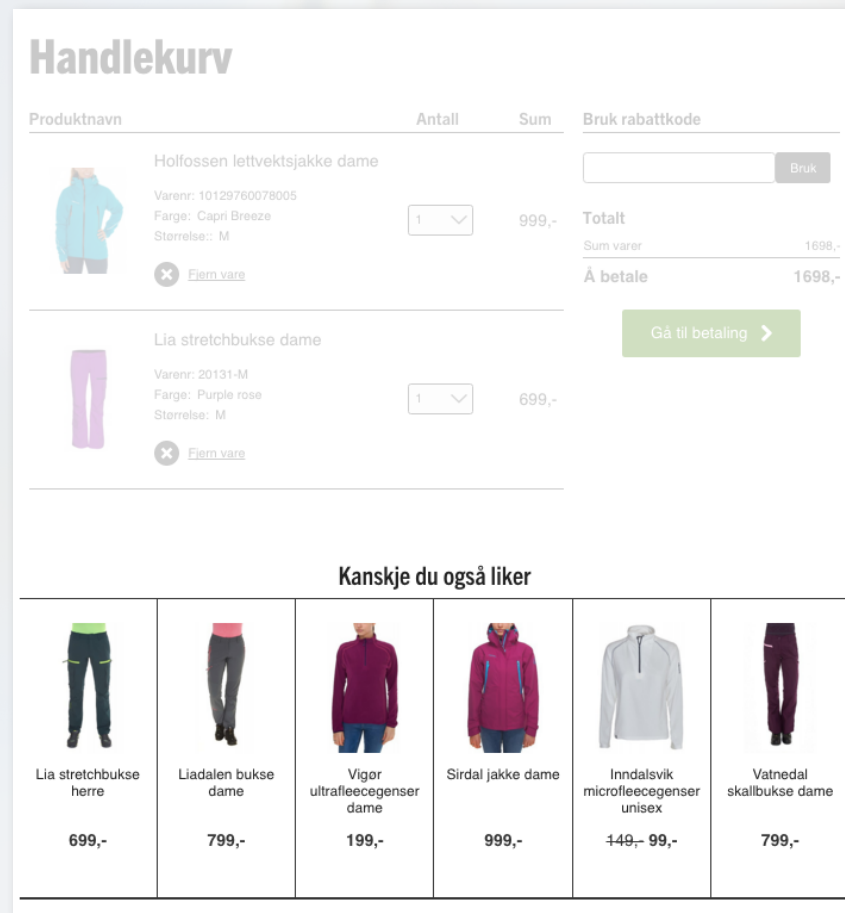 Handlekurv
Produktnavn Antall Sum
Holfossen lettvektsjakke dame
Varenr: 10129760078005
Farge: Capri Breeze
Størrelse:: M
1
999,-
Fjern vare
Lia stretchbukse dame
Varenr: 20131-M
Farge: Purple rose
Størrelse: M
1
699,-
Fjern vare
Bruk rabattkode
Bruk
Totalt
Sum varer 1698,-
Å betale 1698,-
Gå til betaling
Kanskje du også liker
Lia stretchbukse
herre
699,-
Liadalen bukse
dame
799,-
Vigør
ultrafleecegenser
dame
199,-
Sirdal jakke dame
999,-
Inndalsvik
microfleecegenser
unisex
149,- 99,-
Vatnedal
skallbukse dame
799,-